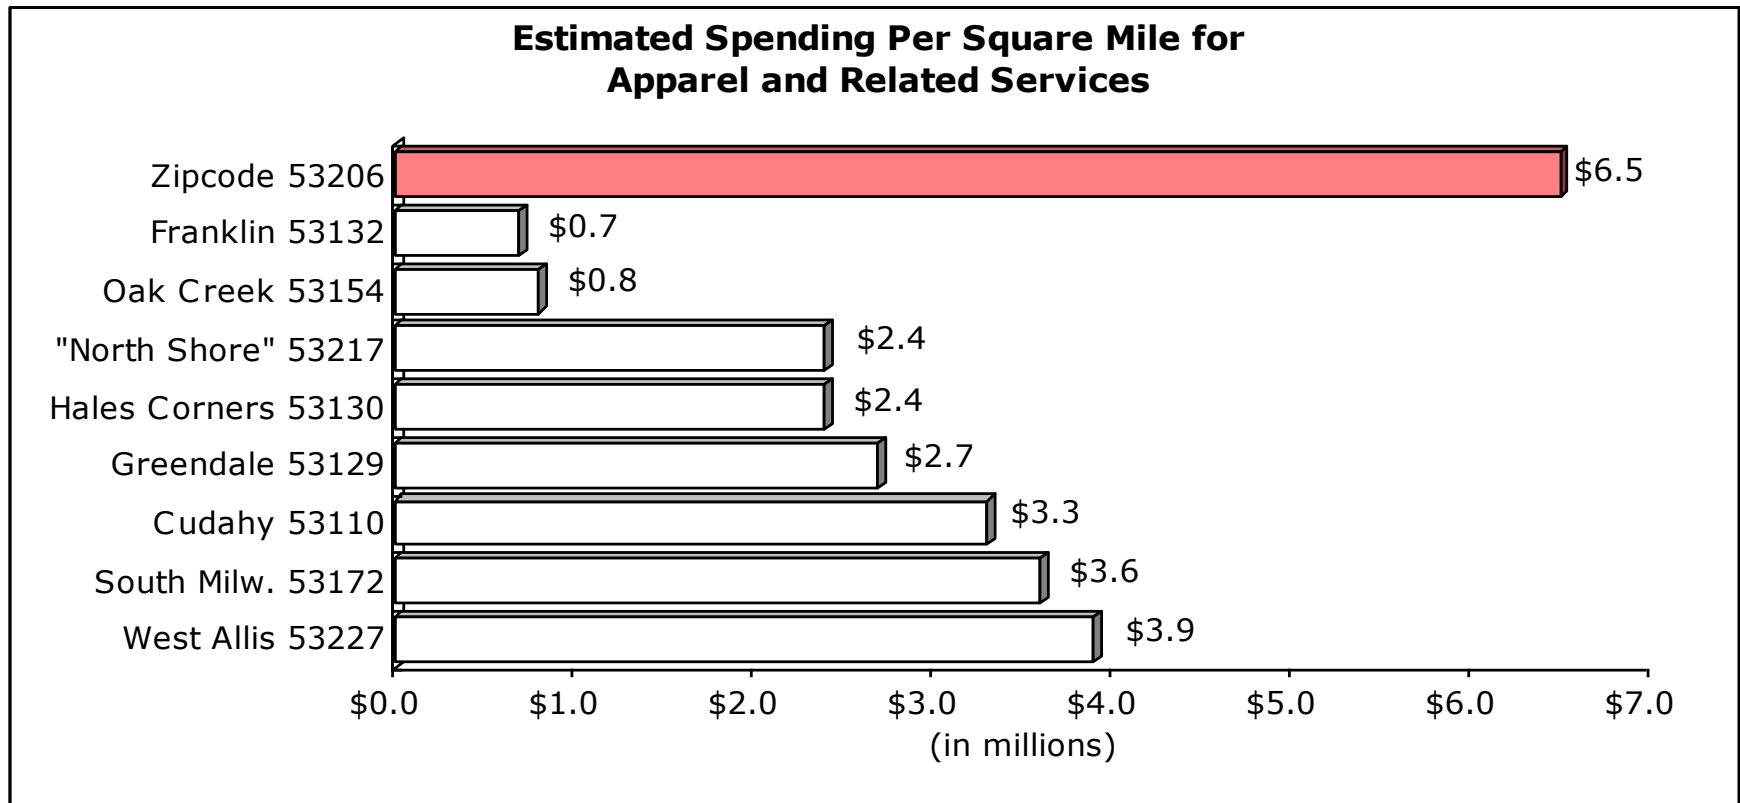 Estimated Spending Per Square Mile for
Apparel and Related Services
Zipcode 53206 $6.5
Franklin 53132 $0.7
Oak Creek 53154 $0.8
"North Shore" 53217 $2.4
Hales Corners 53130 $2.4
Greendale 53129 $2.7
Cudahy 53110 $3.3
South Milw. 53172 $3.6
West Allis 53227 $3.9
$0.0 $1.0 $2.0 $3.0 $4.0 $5.0 $6.0 $7.0
(in millions)